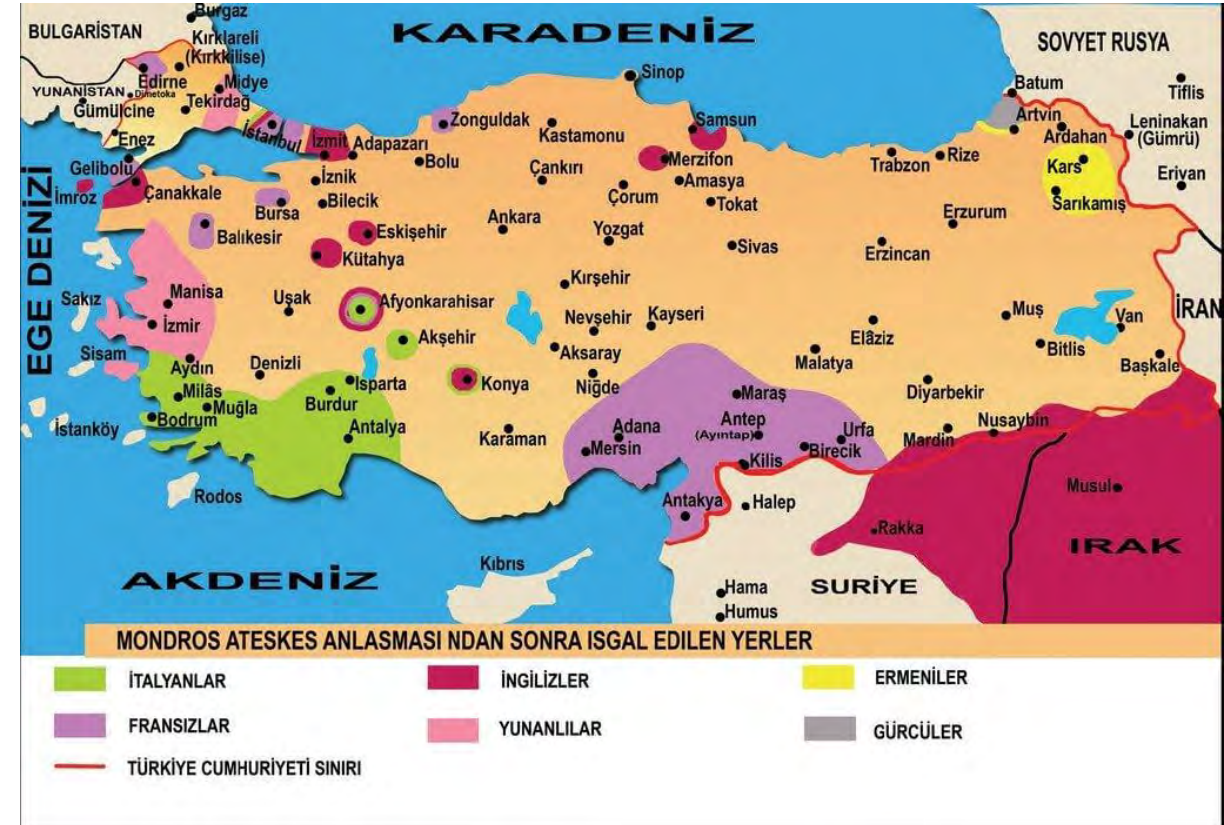 Burgaz
BULGARİSTAN
KARADENİZ
Kırklareli
(Kırkkilise)
SOVYET RUSYA
Edirne
YUNANİSTAN
Dimetoka
Midye
Sinop
Batum
Tiflis
Gümülcine
Tekirdağ
Zonguldak
Kastamonu
Samsun
Artvin
Ardahan
Leninakan
(Gümrü)
Enez
İstanbul
İzmit
Adapazarı
Bolu
Merzifon
Trabzon
Rize
Kars
Erivan
Gelibolu
Çanakkale
İmroz
İznik
Çankırı
Çorum
Amasya
Sarıkamış
Bursa
Bilecik
Tokat
Balıkesir
Eskişehir
Ankara
Yozgat
Erzurum
Kütahya
Sivas
Erzincan
EGE DENİZİ
Sakız
Manisa
Uşak
Afyonkarahisar
Kırşehir
İRAN
İzmir
Nevşehir
Kayseri
Elâziz
Muş
Van
Sisam
Akşehir
Aksaray
Malatya
Bitlis
Başkale
Aydın
Denizli
Isparta
Konya
Niğde
Maraş
Diyarbekir
Milâs
Muğla
Burdur
Bodrum
İstanköy
Antalya
Karaman
Adana
Mersin
Antep
(Ayıntap)
Urfa
Birecik
Mardin
Nusaybin
Kilis
Rodos
Antakya
Halep
Musul
Rakka
IRAK
AKDENİZ
Kıbrıs
Hama
SURİYE
Humus
MONDROS ATESKES ANLASMASI NDAN SONRA ISGAL EDILEN YERLER
İTALYANLAR
İNGİLİZLER
ERMENİLER
FRANSIZLAR
YUNANLILAR
GÜRCÜLER
TÜRKİYE CUMHURİYETİ SINIRI